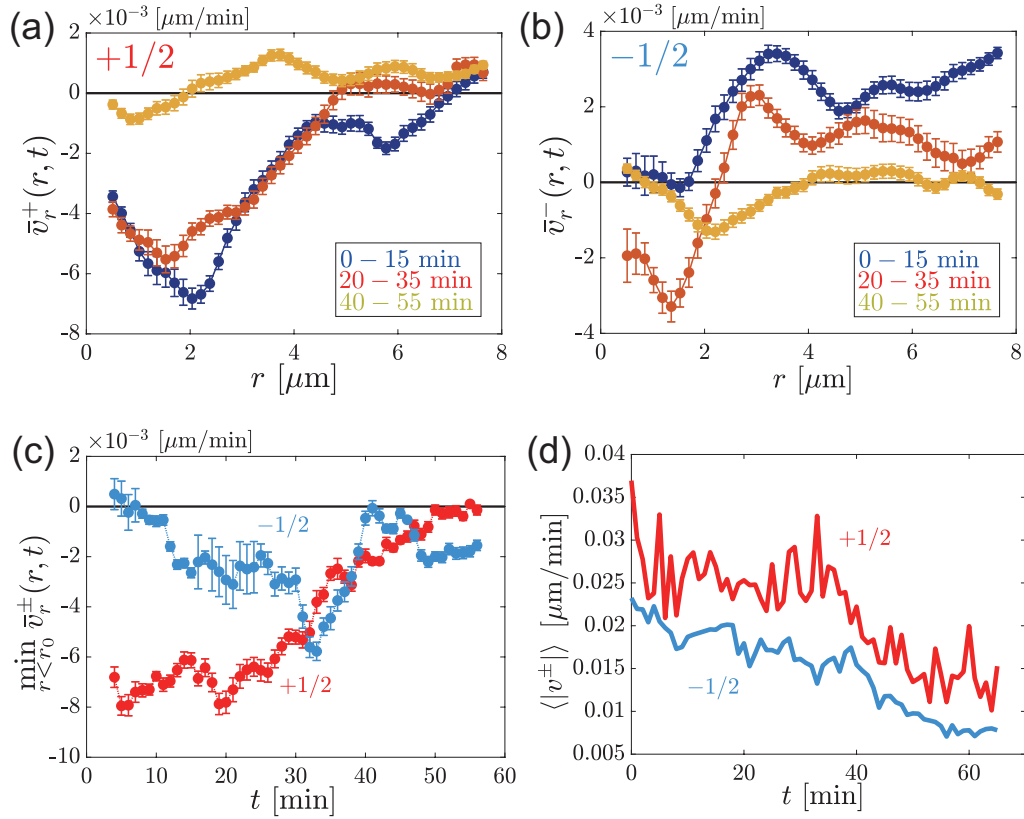 (a)
×10⁻³ [μm/min]
+1/2
2
0
-2
-4
-6
-8
v̄ᵣ⁺(r, t)
0 – 15 min
20 – 35 min
40 – 55 min
0 2 4 6 8
r [μm]
(b)
×10⁻³ [μm/min]
−1/2
4
2
0
-2
-4
v̄ᵣ⁻(r, t)
0 – 15 min
20 – 35 min
40 – 55 min
0 2 4 6 8
r [μm]
(c)
×10⁻³ [μm/min]
2
0
-2
-4
-6
-8
-10
min v̄ᵣ±(r, t)
r<r₀
−1/2
+1/2
0 10 20 30 40 50 60
t [min]
(d)
0.04
0.035
0.03
0.025
0.02
0.015
0.01
0.005
⟨|v±|⟩ [μm/min]
+1/2
−1/2
0 20 40 60
t [min]